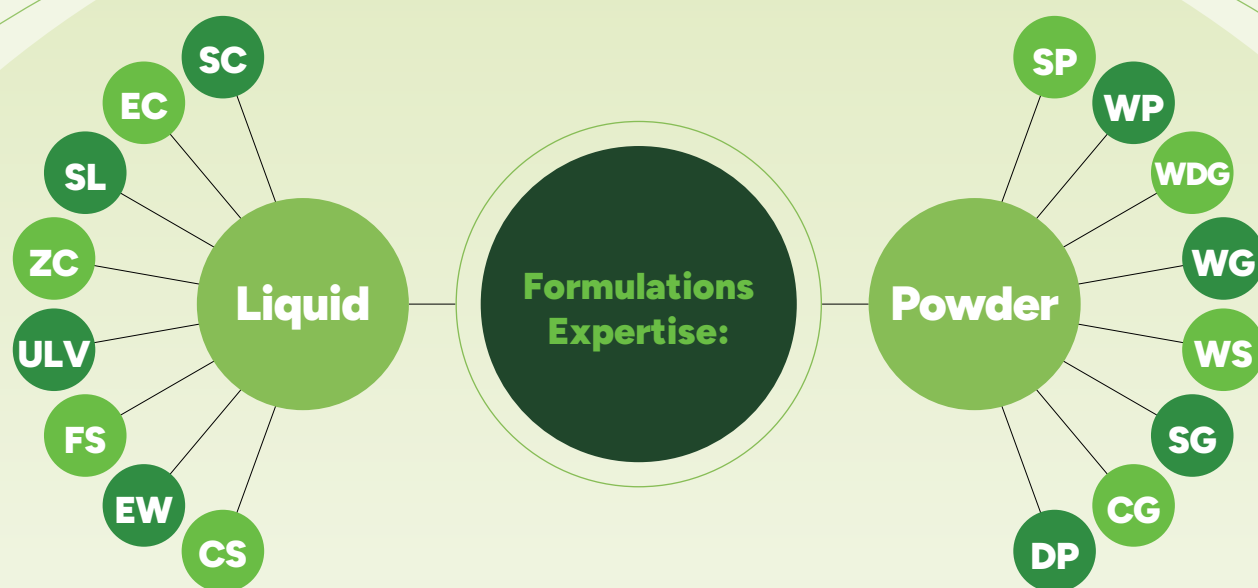 SC
EC
SL
ZC
ULV
FS
EW
CS
Liquid
Formulations
Expertise:
Powder
SP
WP
WDG
WG
WS
SG
CG
DP